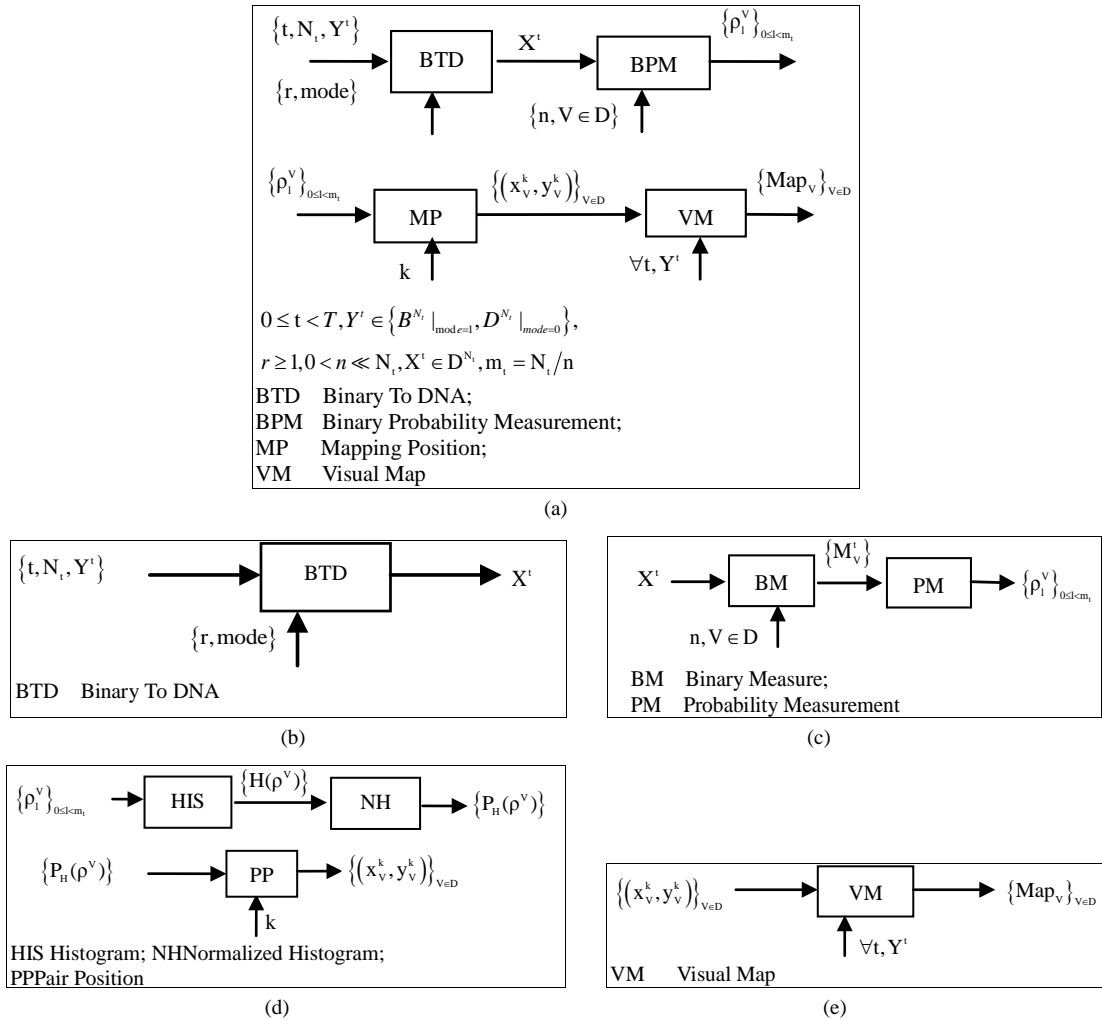 {t, N_t, Y^t} BTD X^t BPM {ρ_l^V}_{0≤l<m_t}
{r, mode} {n, V ∈ D}
{ρ_l^V}_{0≤l<m_t} MP {(x_V^k, y_V^k)}_{V∈D} VM {Map_V}_{V∈D}
k ∀t, Y^t
0 ≤ t < T, Y^t ∈ {B^{N_t} |_{mode=1}, D^{N_t} |_{mode=0}},
r ≥ 1, 0 < n ≪ N_t, X^t ∈ D^{N_t}, m_t = N_t/n
BTD Binary To DNA;
BPM Binary Probability Measurement;
MP Mapping Position;
VM Visual Map
(a)
{t, N_t, Y^t} BTD X^t
{r, mode}
BTD Binary To DNA
(b)
X^t BM {M_V^t} PM {ρ_l^V}_{0≤l<m_t}
n, V ∈ D
BM Binary Measure;
PM Probability Measurement
(c)
{ρ_l^V}_{0≤l<m_t} HIS {H(ρ^V)} NH {P_H(ρ^V)}
{P_H(ρ^V)} PP {(x_V^k, y_V^k)}_{V∈D}
k
HIS Histogram; NHNormalized Histogram;
PPPair Position
(d)
{(x_V^k, y_V^k)}_{V∈D} VM {Map_V}_{V∈D}
∀t, Y^t
VM Visual Map
(e)